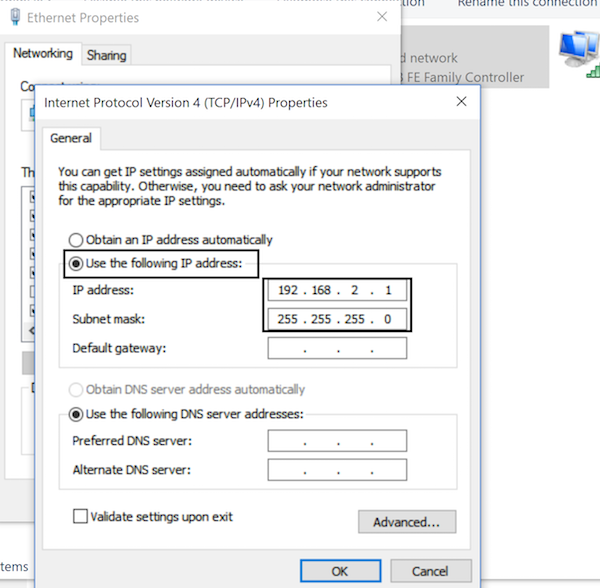 Rename this connection
Ethernet Properties
Networking
Sharing
d network
FE Family Controller
Internet Protocol Version 4 (TCP/IPv4) Properties
General
You can get IP settings assigned automatically if your network supports
this capability. Otherwise, you need to ask your network administrator
for the appropriate IP settings.
Obtain an IP address automatically
Use the following IP address:
IP address: 192 . 168 . 2 . 1
Subnet mask: 255 . 255 . 255 . 0
Default gateway: . . .
Obtain DNS server address automatically
Use the following DNS server addresses:
Preferred DNS server: . . .
Alternate DNS server: . . .
Validate settings upon exit
Advanced...
tems
OK
Cancel